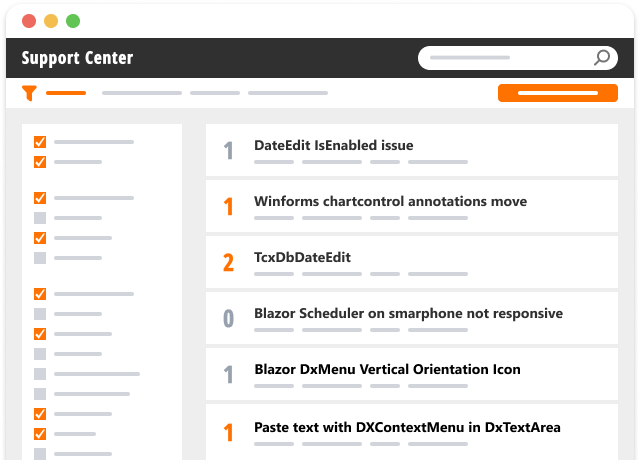 Support Center
1 DateEdit IsEnabled issue
1 Winforms chartcontrol annotations move
2 TcxDbDateEdit
0 Blazor Scheduler on smarphone not responsive
1 Blazor DxMenu Vertical Orientation Icon
1 Paste text with DXContextMenu in DxTextArea